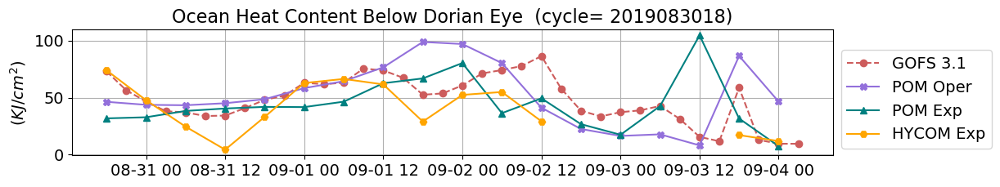 Ocean Heat Content Below Dorian Eye (cycle= 2019083018)
(KJ/cm²)
100
50
0
08-31 00 08-31 12 09-01 00 09-01 12 09-02 00 09-02 12 09-03 00 09-03 12 09-04 00
GOFS 3.1
POM Oper
POM Exp
HYCOM Exp